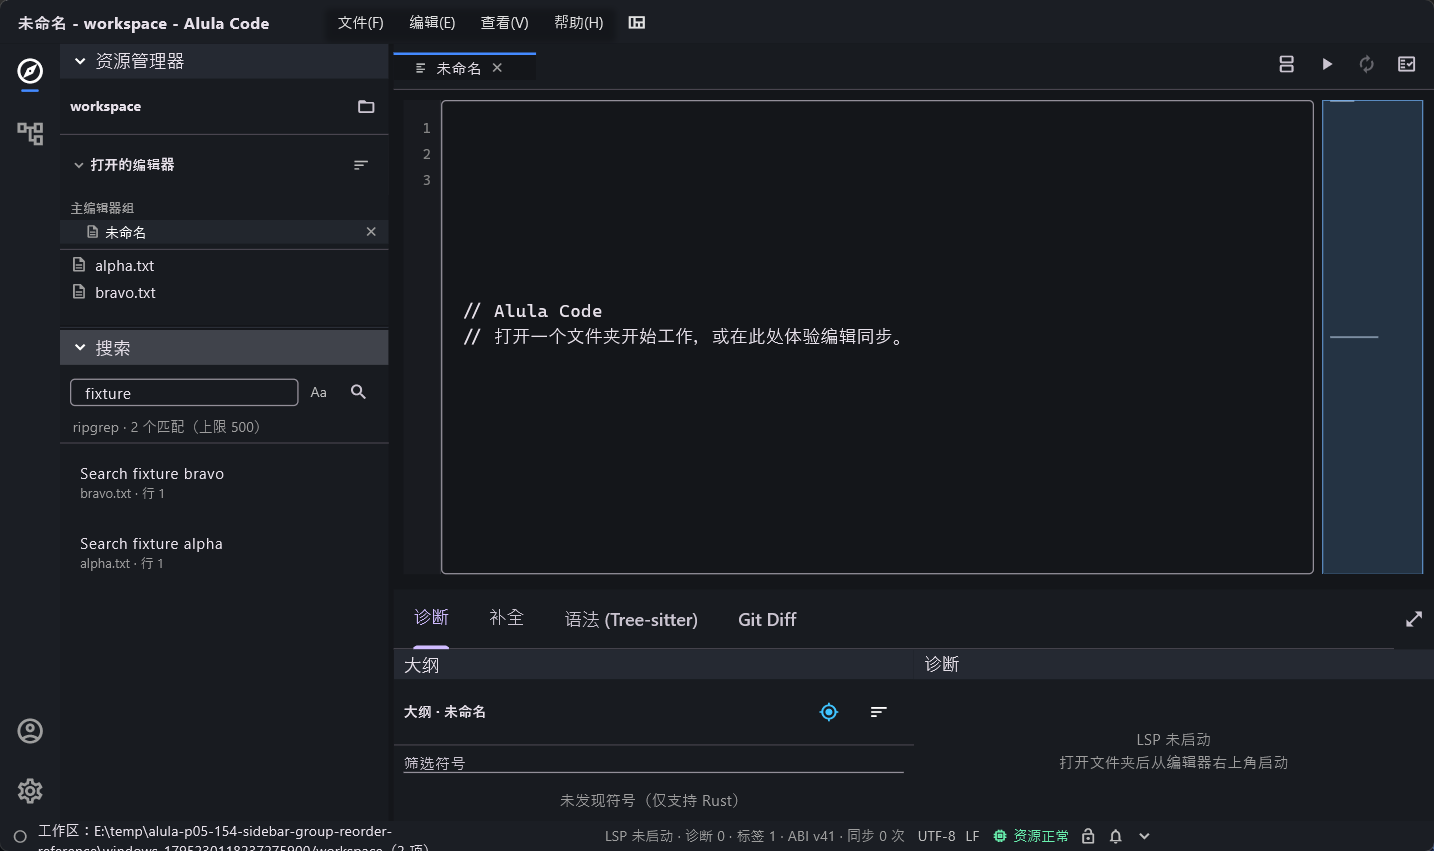 未命名 - workspace - Alula Code
文件(F) 编辑(E) 查看(V) 帮助(H)
资源管理器
workspace
打开的编辑器
主编辑器组
未命名
alpha.txt
bravo.txt
搜索
fixture
Aa
ripgrep · 2 个匹配（上限 500）
Search fixture bravo
bravo.txt · 行 1
Search fixture alpha
alpha.txt · 行 1
未命名
1
2
3
// Alula Code
// 打开一个文件夹开始工作, 或在此处体验编辑同步。
诊断 补全 语法 (Tree-sitter) Git Diff
大纲
大纲 · 未命名
筛选符号
未发现符号（仅支持 Rust）
诊断
LSP 未启动
打开文件夹后从编辑器右上角启动
工作区：E:\temp\alula-p05-154-sidebar-group-reorder-
reference\windows-1795230118237275900/workspace（2 项）
LSP 未启动 · 诊断 0 · 标签 1 · ABI v41 · 同步 0 次 UTF-8 LF 资源正常